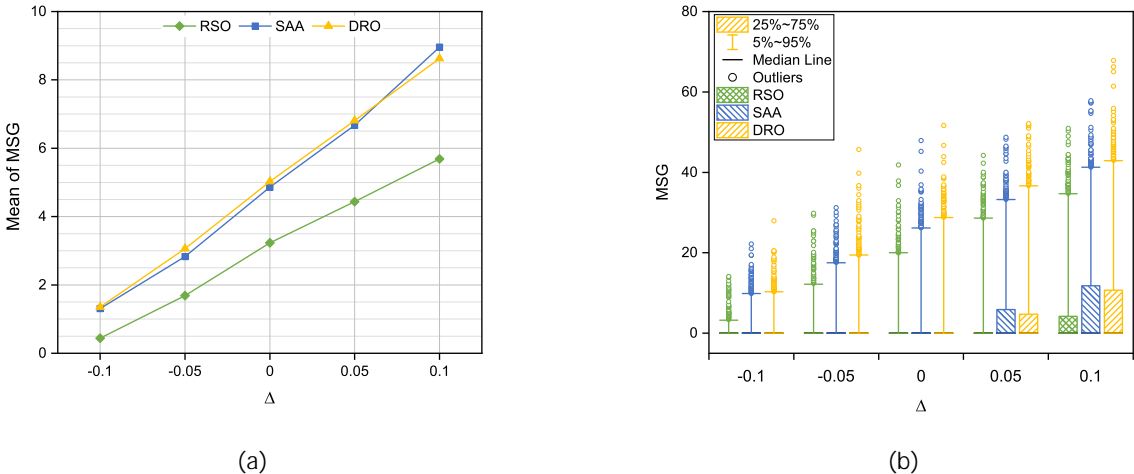 RSO SAA DRO
10
8
6
4
2
0
Mean of MSG
-0.1 -0.05 0 0.05 0.1
Δ
(a)
80
60
40
20
0
MSG
25%~75%
5%~95%
Median Line
Outliers
RSO
SAA
DRO
-0.1 -0.05 0 0.05 0.1
Δ
(b)